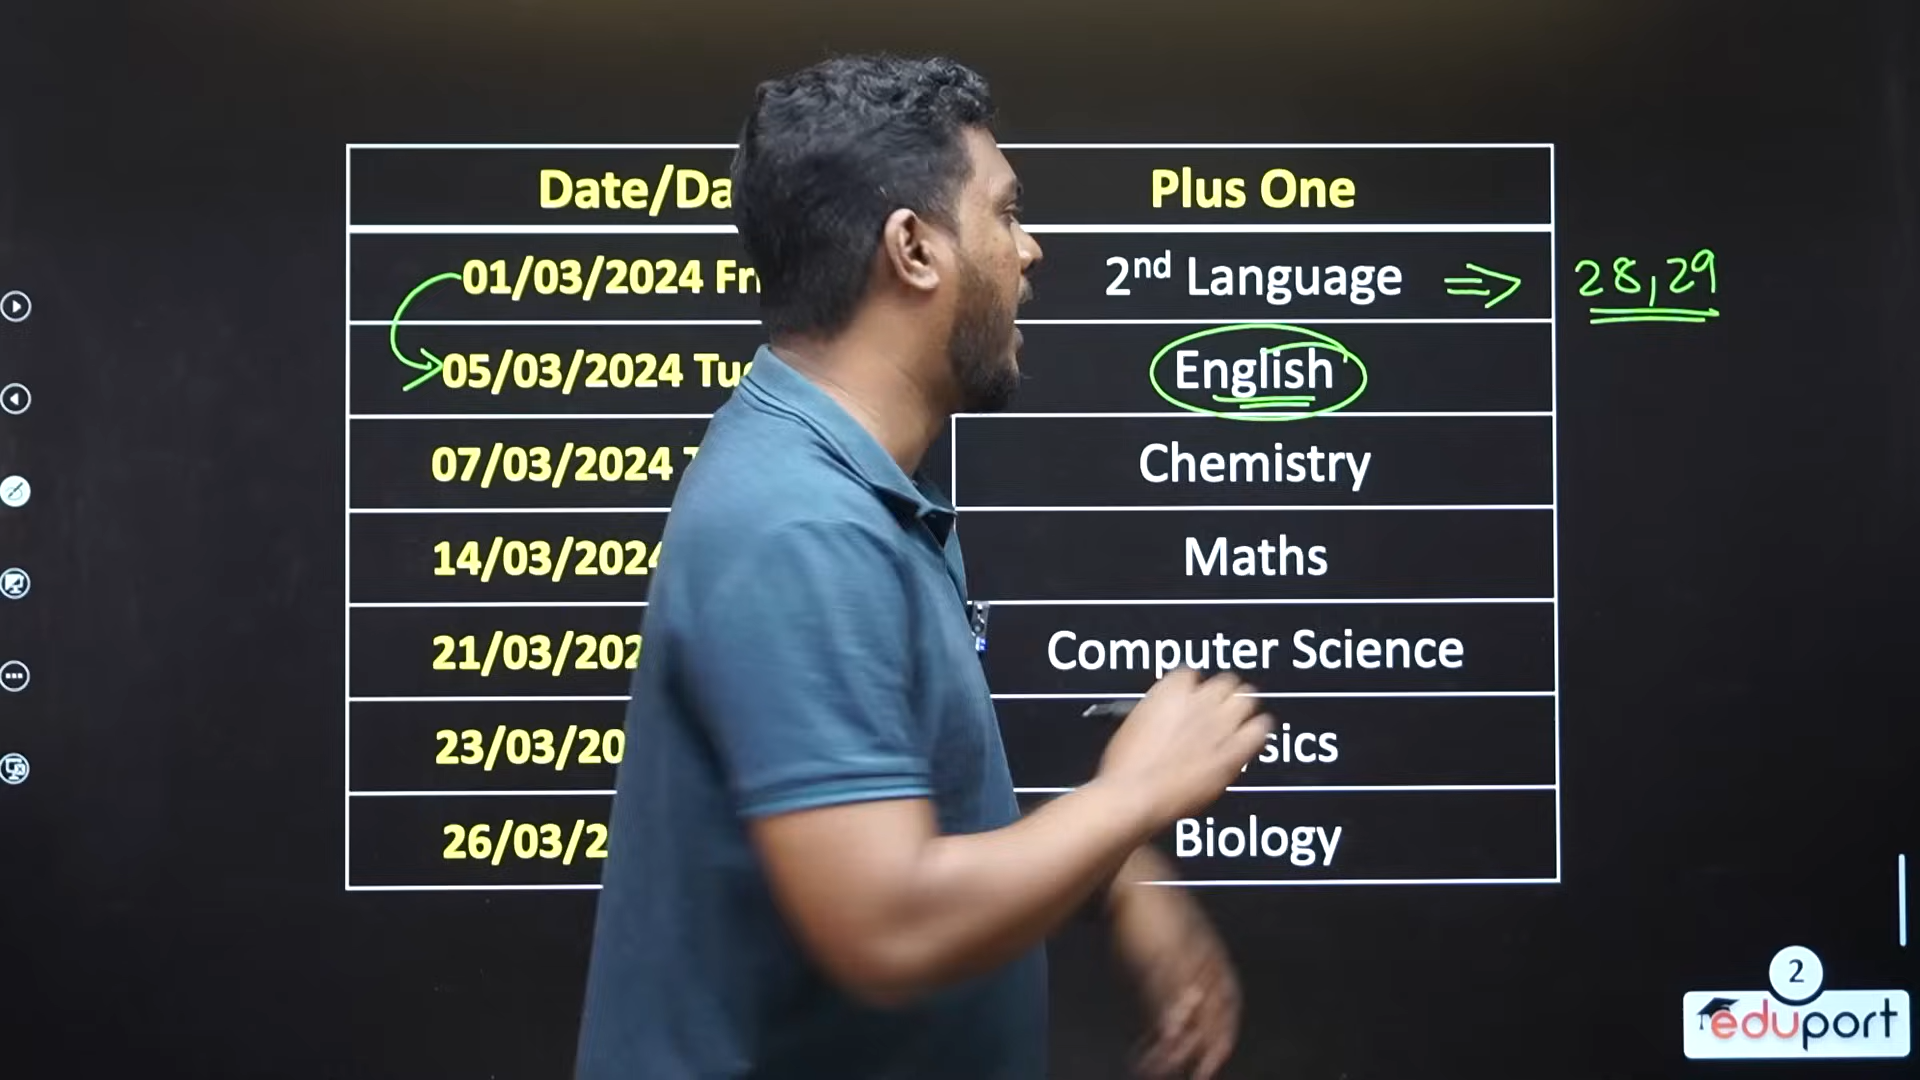 Date/Da Plus One
01/03/2024 Fr 2nd Language ⇒ 28,29
05/03/2024 Tue English
07/03/2024 Chemistry
14/03/2024 Maths
21/03/202 Computer Science
23/03/20 sics
26/03/2 Biology
2
eduport